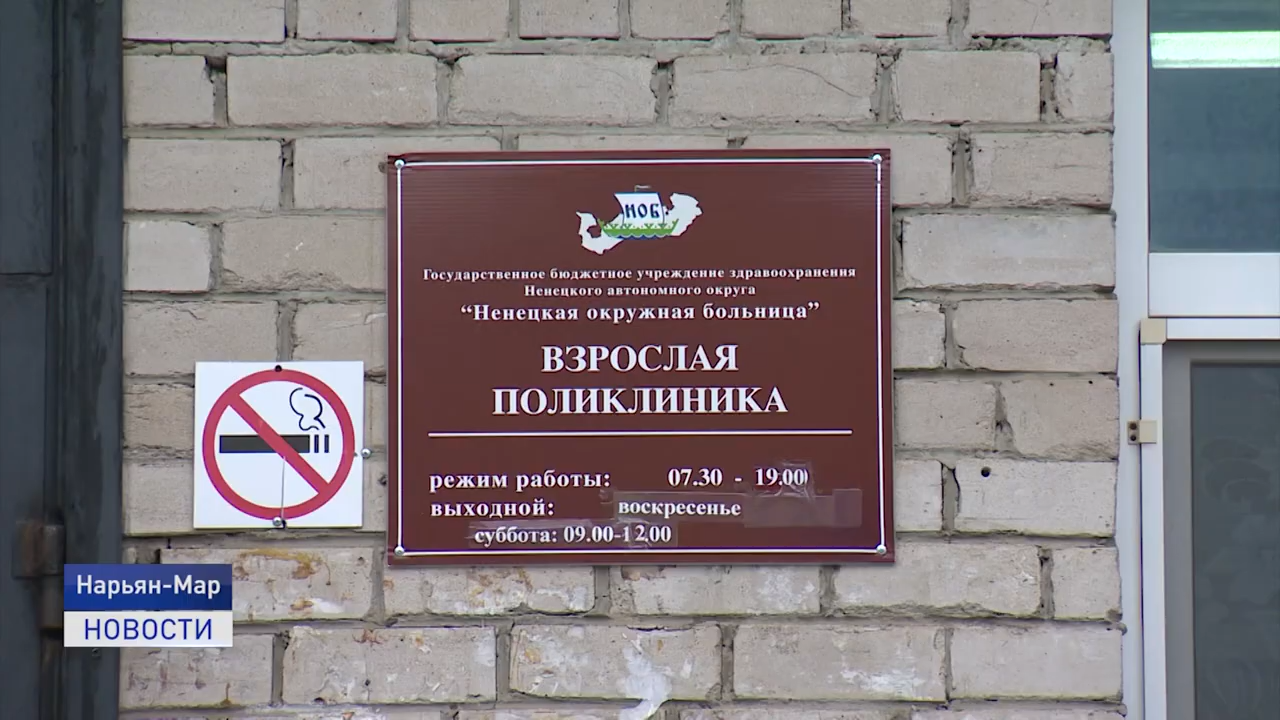 НОБ
Государственное бюджетное учреждение здравоохранения
Ненецкого автономного округа
“Ненецкая окружная больница”
ВЗРОСЛАЯ
ПОЛИКЛИНИКА
режим работы: 07.30 - 19.00
выходной: воскресенье
суббота: 09.00-12.00
Нарьян-Мар
НОВОСТИ